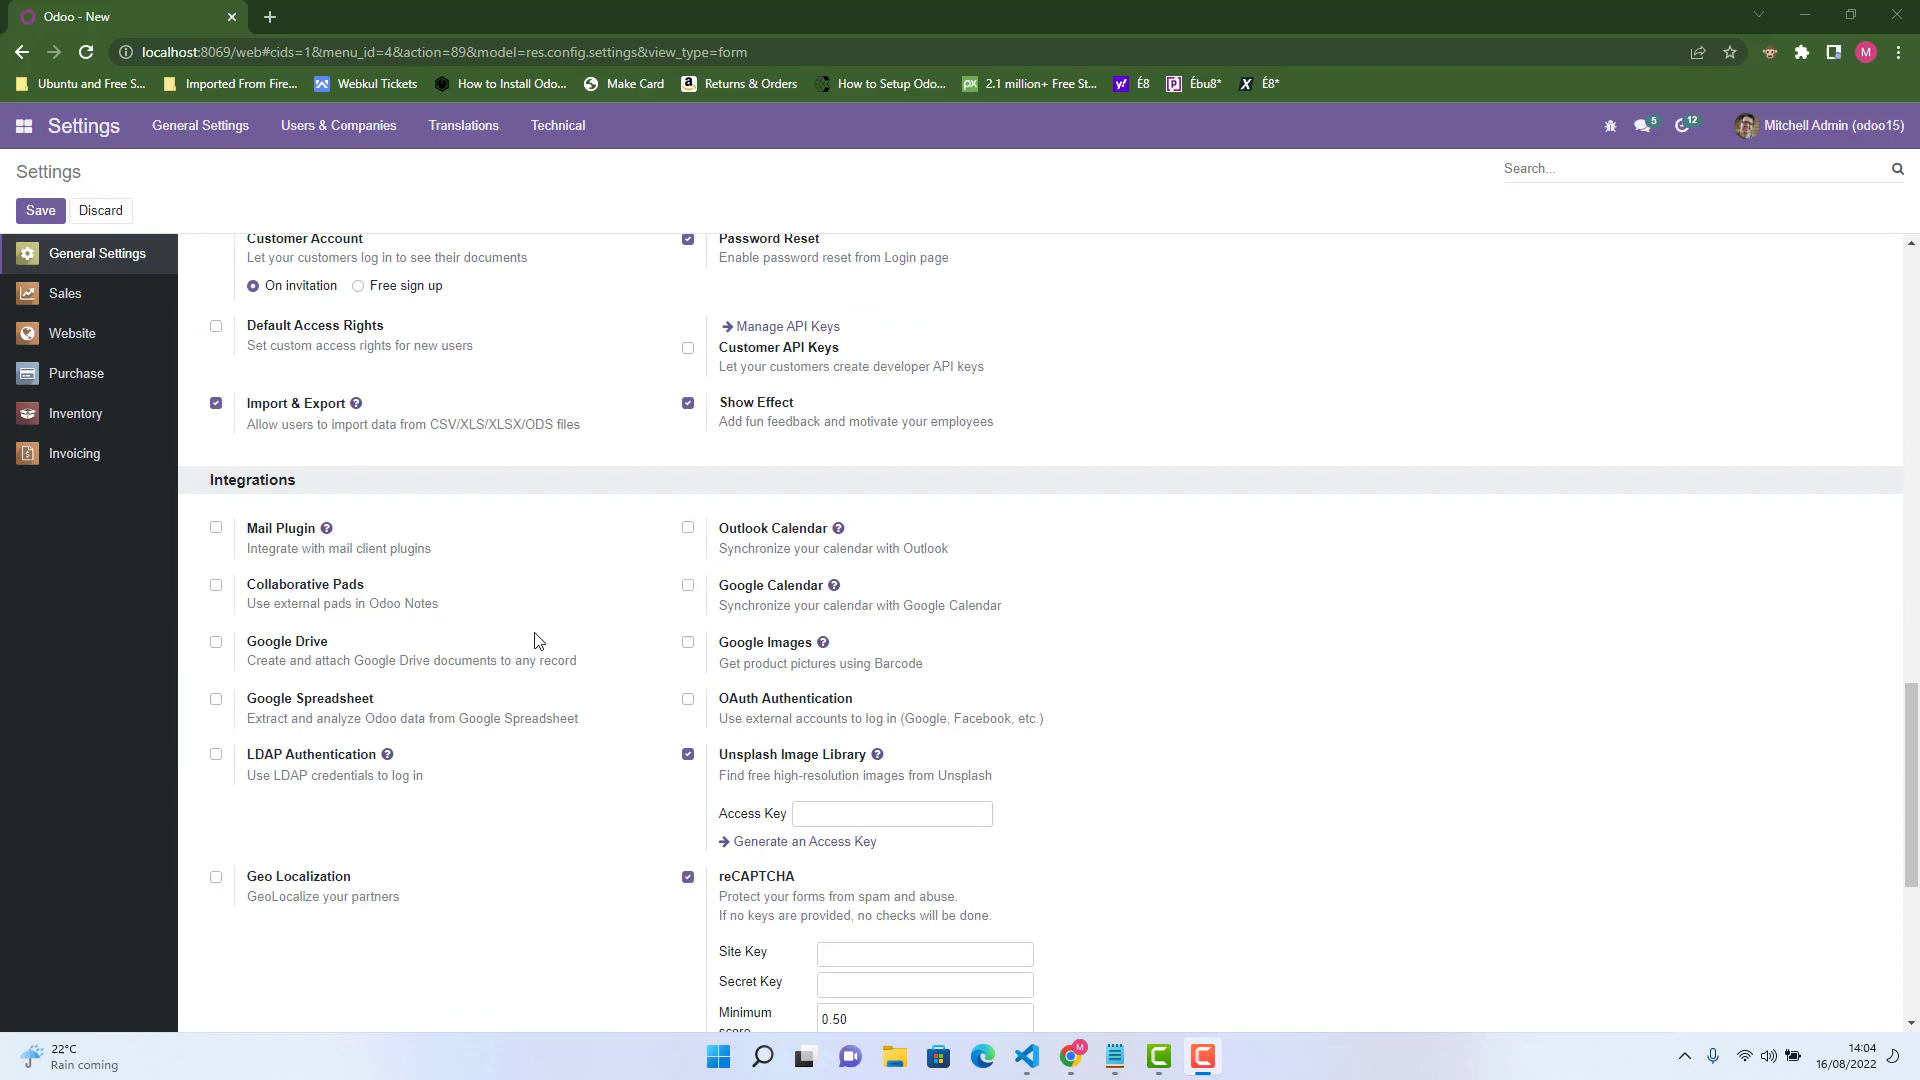 Odoo - New
localhost:8069/web#cids=1&menu_id=4&action=89&model=res.config.settings&view_type=form
M
Ubuntu and Free S...
Imported From Fire...
Webkul Tickets
How to Install Odo...
Make Card
Returns & Orders
How to Setup Odo...
2.1 million+ Free St...
É8
Ébu8*
É8*
Settings
General Settings
Users & Companies
Translations
Technical
5
12
Mitchell Admin (odoo15)
Settings
Search...
Save
Discard
General Settings
Sales
Website
Purchase
Inventory
Invoicing
Customer Account
Let your customers log in to see their documents
On invitation
Free sign up
Password Reset
Enable password reset from Login page
Default Access Rights
Set custom access rights for new users
Manage API Keys
Customer API Keys
Let your customers create developer API keys
Import & Export
Allow users to import data from CSV/XLS/XLSX/ODS files
Show Effect
Add fun feedback and motivate your employees
Integrations
Mail Plugin
Integrate with mail client plugins
Outlook Calendar
Synchronize your calendar with Outlook
Collaborative Pads
Use external pads in Odoo Notes
Google Calendar
Synchronize your calendar with Google Calendar
Google Drive
Create and attach Google Drive documents to any record
Google Images
Get product pictures using Barcode
Google Spreadsheet
Extract and analyze Odoo data from Google Spreadsheet
OAuth Authentication
Use external accounts to log in (Google, Facebook, etc.)
LDAP Authentication
Use LDAP credentials to log in
Unsplash Image Library
Find free high-resolution images from Unsplash
Access Key
Generate an Access Key
Geo Localization
GeoLocalize your partners
reCAPTCHA
Protect your forms from spam and abuse.
If no keys are provided, no checks will be done.
Site Key
Secret Key
Minimum
score
0.50
22°C
Rain coming
14:04
16/08/2022